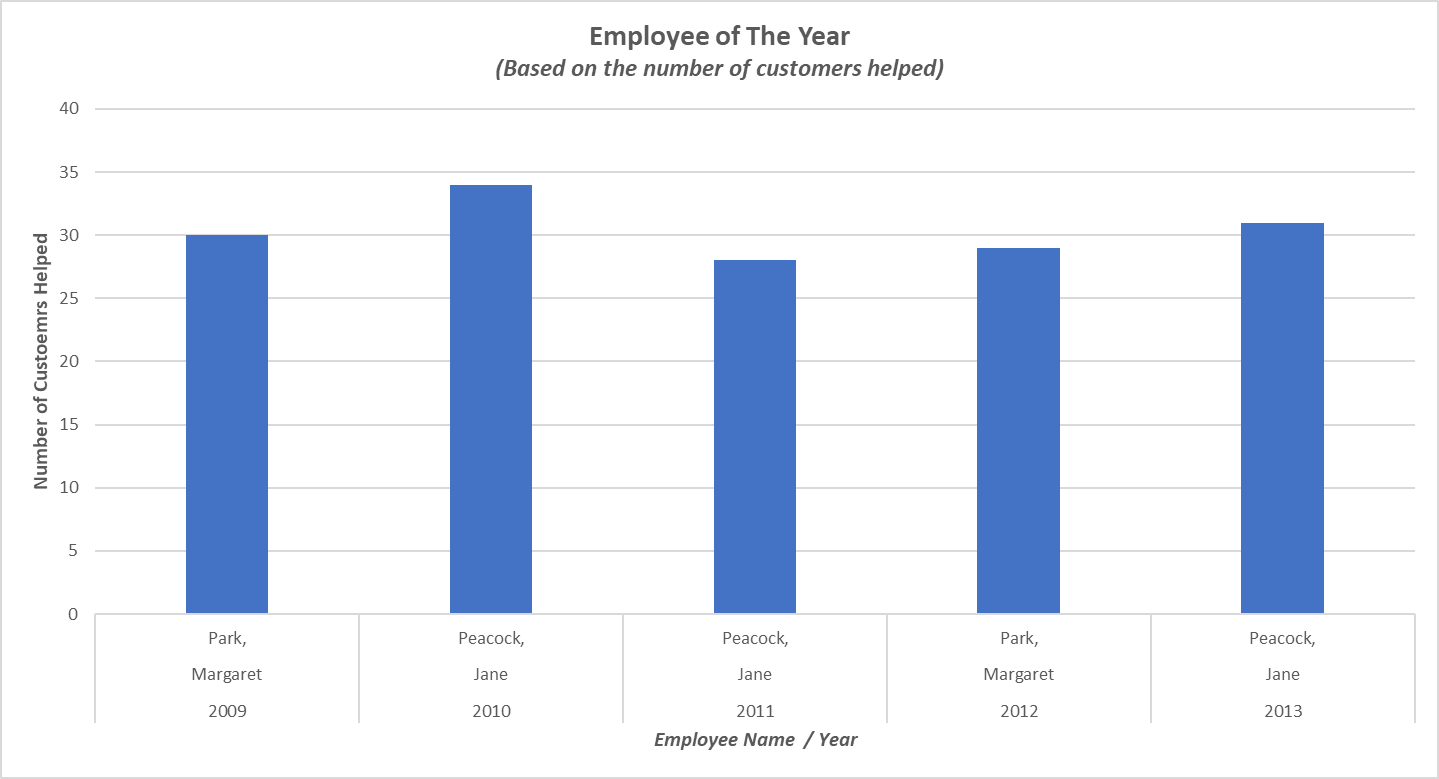 Employee of The Year
(Based on the number of customers helped)
40
35
30
25
20
15
10
5
0
Number of Custoemrs Helped
Park,
Margaret
2009
Peacock,
Jane
2010
Peacock,
Jane
2011
Park,
Margaret
2012
Peacock,
Jane
2013
Employee Name / Year